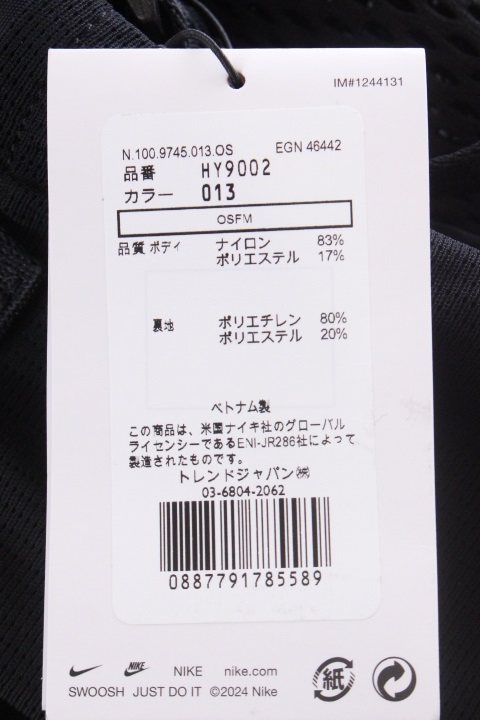 IM#1244131
N.100.9745.013.OS EGN 46442
品番 HY9002
カラー 013
OSFM
品質 ボディ ナイロン 83%
ポリエステル 17%
裏地 ポリエチレン 80%
ポリエステル 20%
ベトナム製
この商品は、米国ナイキ社のグローバル
ライセンシーであるENI-JR286社によって
製造されたものです。
トレンドジャパン㈱
03-6804-2062
0887791785589
NIKE NIKE nike.com 紙
SWOOSH JUST DO IT ©2024 Nike